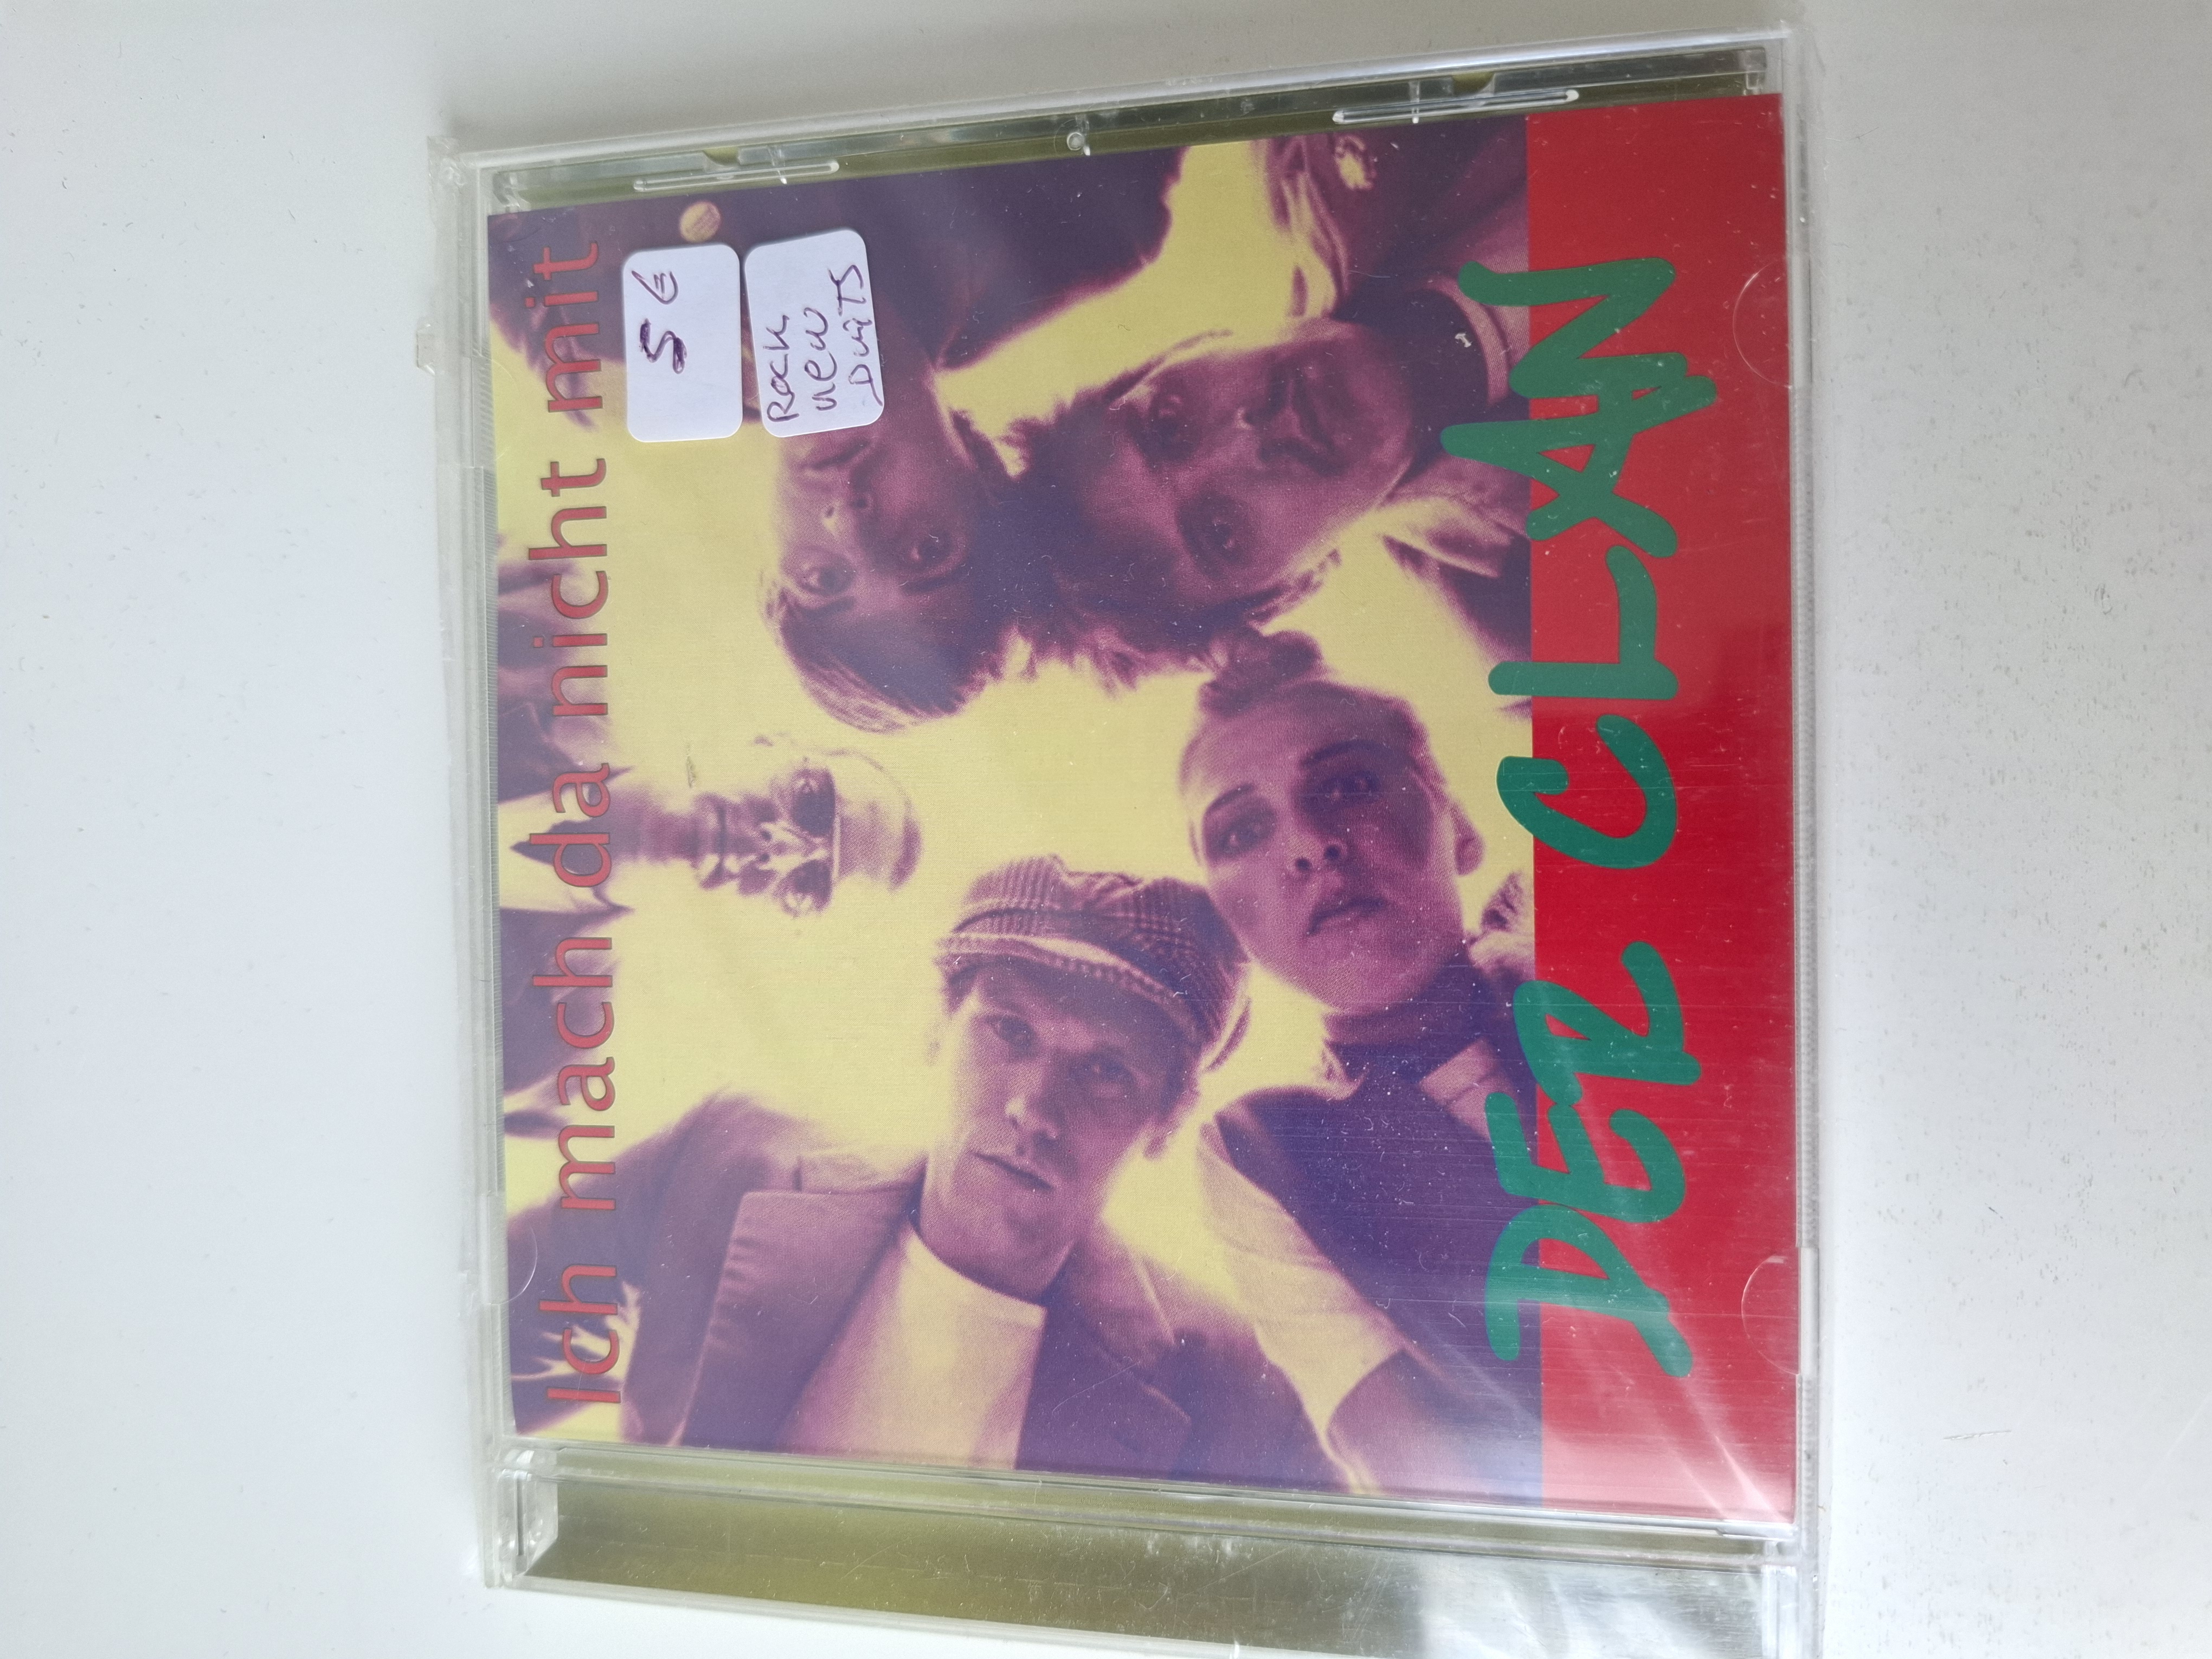 Ich mach da nicht mit
5 €
Rock
new
DuiTS
DER CLAN